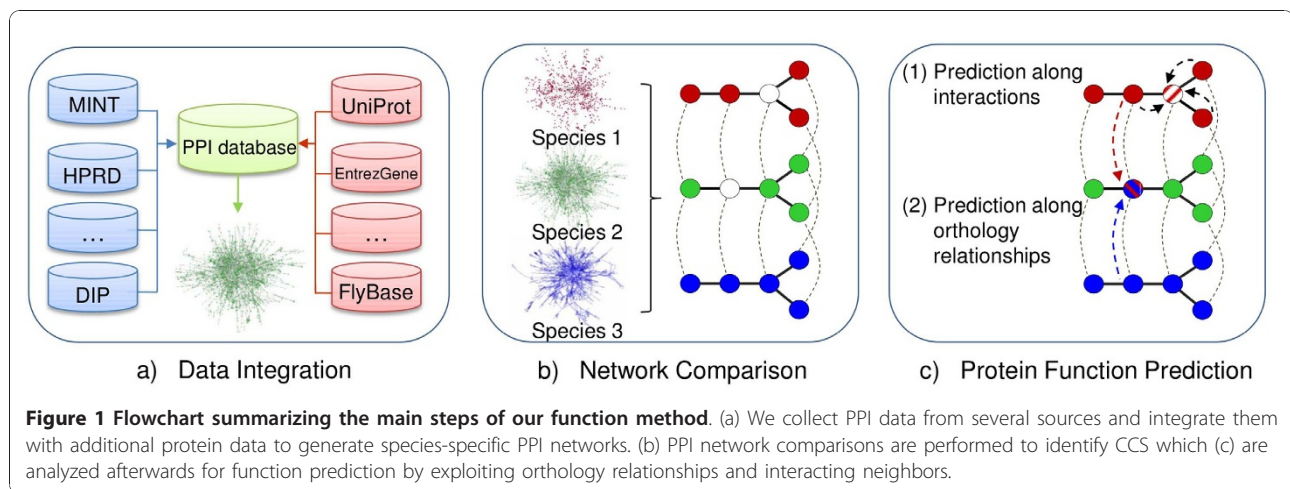 MINT
HPRD
...
DIP
PPI database
UniProt
EntrezGene
...
FlyBase
a) Data Integration
Species 1
Species 2
Species 3
b) Network Comparison
(1) Prediction along
interactions
(2) Prediction along
orthology
relationships
c) Protein Function Prediction
Figure 1 Flowchart summarizing the main steps of our function method. (a) We collect PPI data from several sources and integrate them
with additional protein data to generate species-specific PPI networks. (b) PPI network comparisons are performed to identify CCS which (c) are
analyzed afterwards for function prediction by exploiting orthology relationships and interacting neighbors.